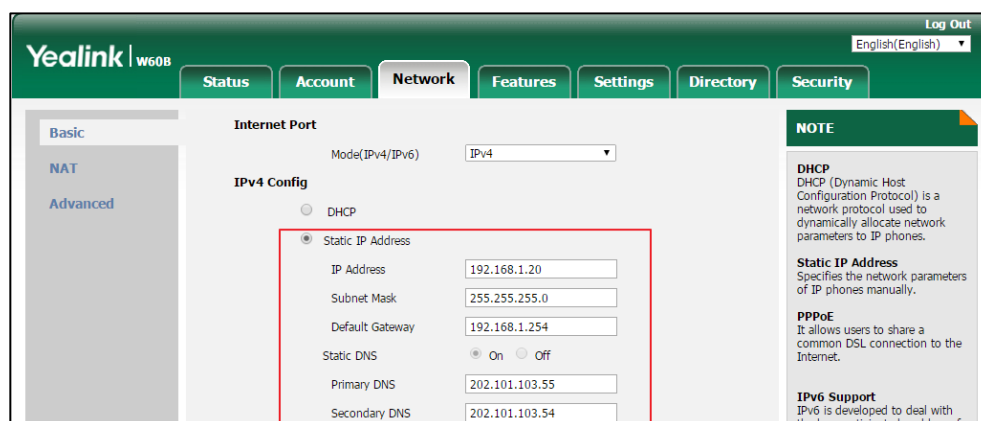 Log Out
English(English)
Yealink W60B
Status Account Network Features Settings Directory Security
Basic
NAT
Advanced
Internet Port
Mode(IPv4/IPv6) IPv4
IPv4 Config
DHCP
Static IP Address
IP Address 192.168.1.20
Subnet Mask 255.255.255.0
Default Gateway 192.168.1.254
Static DNS On Off
Primary DNS 202.101.103.55
Secondary DNS 202.101.103.54
NOTE
DHCP
DHCP (Dynamic Host
Configuration Protocol) is a
network protocol used to
dynamically allocate network
parameters to IP phones.
Static IP Address
Specifies the network parameters
of IP phones manually.
PPPoE
It allows users to share a
common DSL connection to the
Internet.
IPv6 Support
IPv6 is developed to deal with